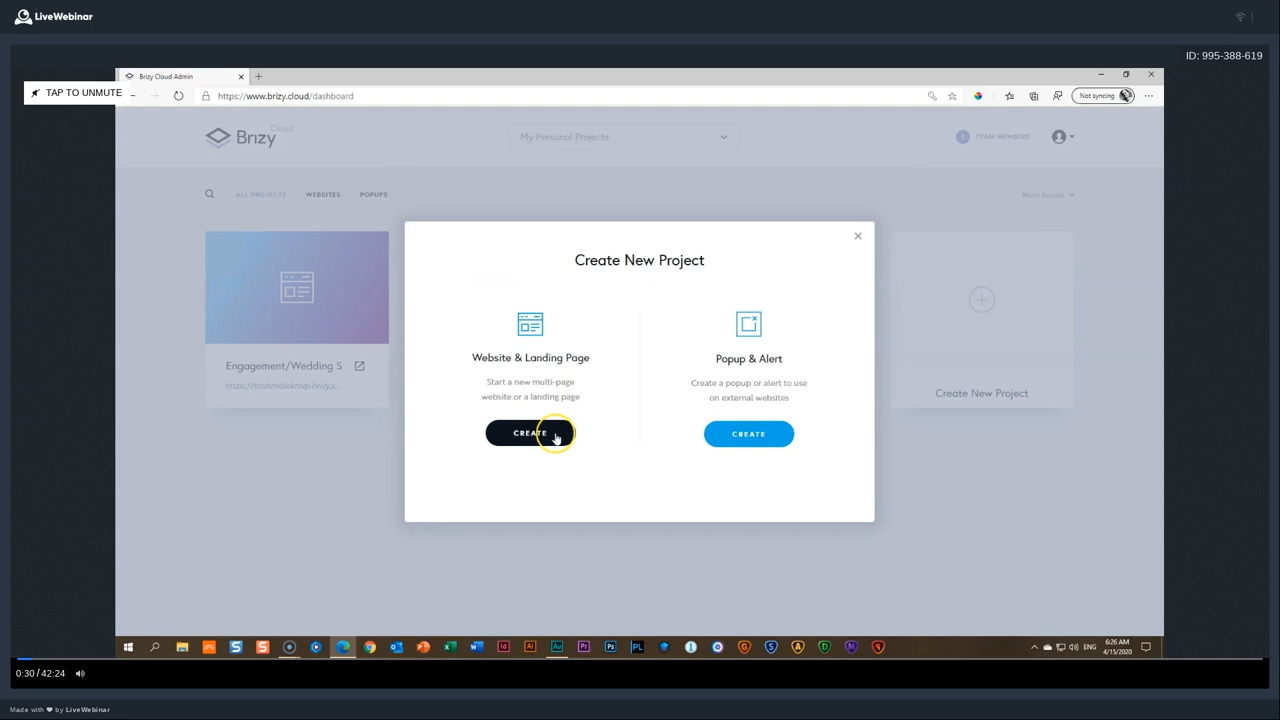 LiveWebinar
ID: 995-388-619
Brizy Cloud Admin
TAP TO UNMUTE
https://www.brizy.cloud/dashboard
Not syncing
Brizy Cloud
My Personal Projects
TEAM MEMBERS
ALL PROJECTS
WEBSITES
POPUPS
Most Recent
Create New Project
Website & Landing Page
Start a new multi-page
website or a landing page
CREATE
Popup & Alert
Create a popup or alert to use
on external websites
CREATE
Engagement/Wedding S
Create New Project
6:26 AM
ENG
4/15/2020
0:30 / 42:24
Made with ❤ by LiveWebinar